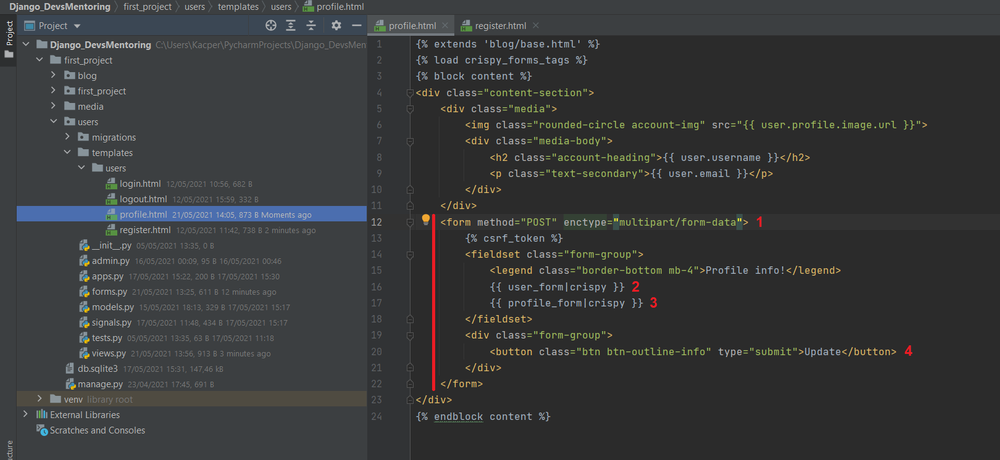 Django_DevsMentoring first_project users templates users profile.html
Project
Project
Django_DevsMentoring C:\Users\Kacper\PycharmProjects\Django_DevsMen
first_project
blog
first_project
media
users
migrations
templates
users
login.html 12/05/2021 10:56, 682 B
logout.html 12/05/2021 15:59, 332 B
profile.html 21/05/2021 14:05, 873 B Moments ago
register.html 12/05/2021 11:42, 738 B 2 minutes ago
__init__.py 05/05/2021 13:35, 0 B
admin.py 16/05/2021 00:09, 95 B 16/05/2021 00:46
apps.py 17/05/2021 15:22, 200 B 17/05/2021 15:30
forms.py 21/05/2021 13:25, 611 B 12 minutes ago
models.py 15/05/2021 18:13, 329 B 17/05/2021 15:17
signals.py 17/05/2021 11:48, 434 B 17/05/2021 15:17
tests.py 05/05/2021 13:35, 63 B 17/05/2021 11:18
views.py 21/05/2021 13:56, 913 B 3 minutes ago
db.sqlite3 17/05/2021 15:31, 147,46 kB
manage.py 23/04/2021 17:45, 691 B
venv library root
External Libraries
Scratches and Consoles
ucture
profile.html register.html
1 {% extends 'blog/base.html' %}
2 {% load crispy_forms_tags %}
3 {% block content %}
4 <div class="content-section">
5 <div class="media">
6 <img class="rounded-circle account-img" src="{{ user.profile.image.url }}">
7 <div class="media-body">
8 <h2 class="account-heading">{{ user.username }}</h2>
9 <p class="text-secondary">{{ user.email }}</p>
10 </div>
11 </div>
12 <form method="POST" enctype="multipart/form-data"> 1
13 {% csrf_token %}
14 <fieldset class="form-group">
15 <legend class="border-bottom mb-4">Profile info!</legend>
16 {{ user_form|crispy }} 2
17 {{ profile_form|crispy }} 3
18 </fieldset>
19 <div class="form-group">
20 <button class="btn btn-outline-info" type="submit">Update</button> 4
21 </div>
22 </form>
23 </div>
24 {% endblock content %}